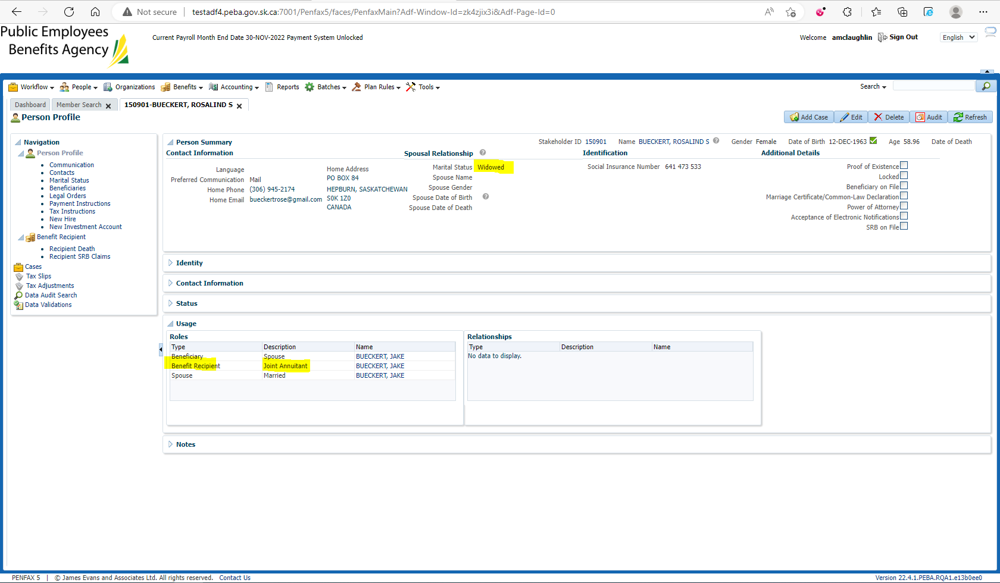 Not secure | testadf4.peba.gov.sk.ca:7001/Penfax5/faces/PenfaxMain?Adf-Window-Id=zk4zjix3i&Adf-Page-Id=0
Public Employees
Benefits Agency
Current Payroll Month End Date 30-NOV-2022 Payment System Unlocked
Welcome amclaughlin Sign Out English
Workflow People Organizations Benefits Accounting Reports Batches Plan Rules Tools Search
Dashboard Member Search 150901-BUECKERT, ROSALIND S
Person Profile
Add Case Edit Delete Audit Refresh
Navigation
Person Profile
Communication
Contacts
Marital Status
Beneficiaries
Legal Orders
Payment Instructions
Tax Instructions
New Hire
New Investment Account
Benefit Recipient
Recipient Death
Recipient SRB Claims
Cases
Tax Slips
Tax Adjustments
Data Audit Search
Data Validations
Person Summary
Stakeholder ID 150901 Name BUECKERT, ROSALIND S Gender Female Date of Birth 12-DEC-1963 Age 58.96 Date of Death
Contact Information
Language
Preferred Communication Mail
Home Phone (306) 945-2174
Home Email bueckertrose@gmail.com
Home Address
PO BOX 84
HEPBURN, SASKATCHEWAN
S0K 1Z0
CANADA
Spousal Relationship
Marital Status Widowed
Spouse Name
Spouse Gender
Spouse Date of Birth
Spouse Date of Death
Identification
Social Insurance Number 641 473 533
Additional Details
Proof of Existence
Locked
Beneficiary on File
Marriage Certificate/Common-Law Declaration
Power of Attorney
Acceptance of Electronic Notifications
SRB on File
Identity
Contact Information
Status
Usage
Roles
Type Description Name
Beneficiary Spouse BUECKERT, JAKE
Benefit Recipient Joint Annuitant BUECKERT, JAKE
Spouse Married BUECKERT, JAKE
Relationships
Type Description Name
No data to display.
Notes
PENFAX 5 | © James Evans and Associates Ltd. All rights reserved. Contact Us
Version 22.4.1.PEBA.RQA1.e13b0ee0